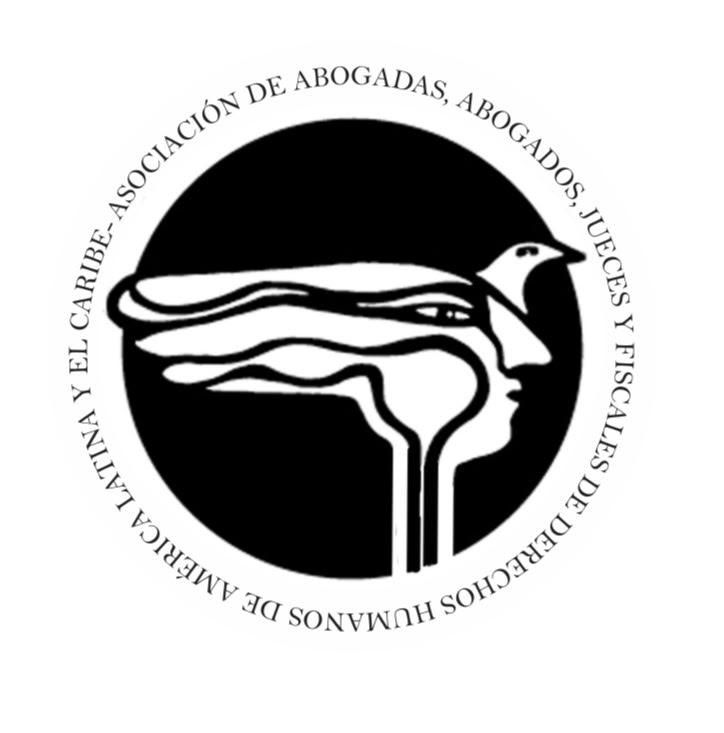 ASOCIACIÓN DE ABOGADAS, ABOGADOS, JUECES Y FISCALES DE DERECHOS HUMANOS DE AMÉRICA LATINA Y EL CARIBE-